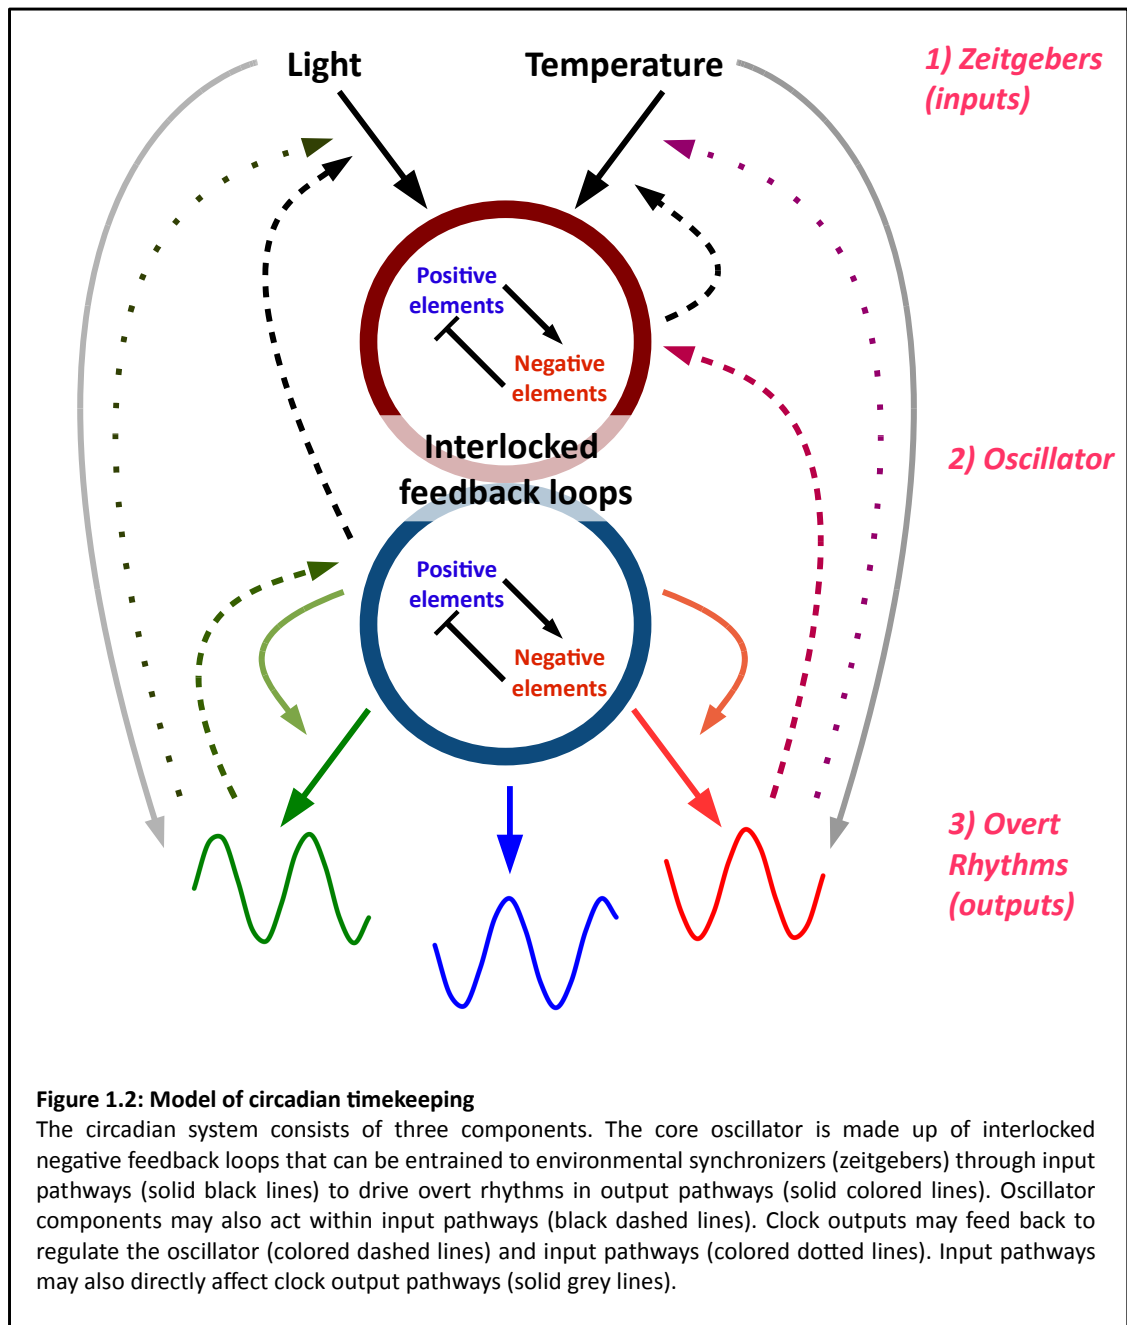 Light
Temperature
1) Zeitgebers
(inputs)
Positive
elements
Negative
elements
Interlocked
feedback loops
2) Oscillator
Positive
elements
Negative
elements
3) Overt
Rhythms
(outputs)
Figure 1.2: Model of circadian timekeeping
The circadian system consists of three components. The core oscillator is made up of interlocked
negative feedback loops that can be entrained to environmental synchronizers (zeitgebers) through input
pathways (solid black lines) to drive overt rhythms in output pathways (solid colored lines). Oscillator
components may also act within input pathways (black dashed lines). Clock outputs may feed back to
regulate the oscillator (colored dashed lines) and input pathways (colored dotted lines). Input pathways
may also directly affect clock output pathways (solid grey lines).